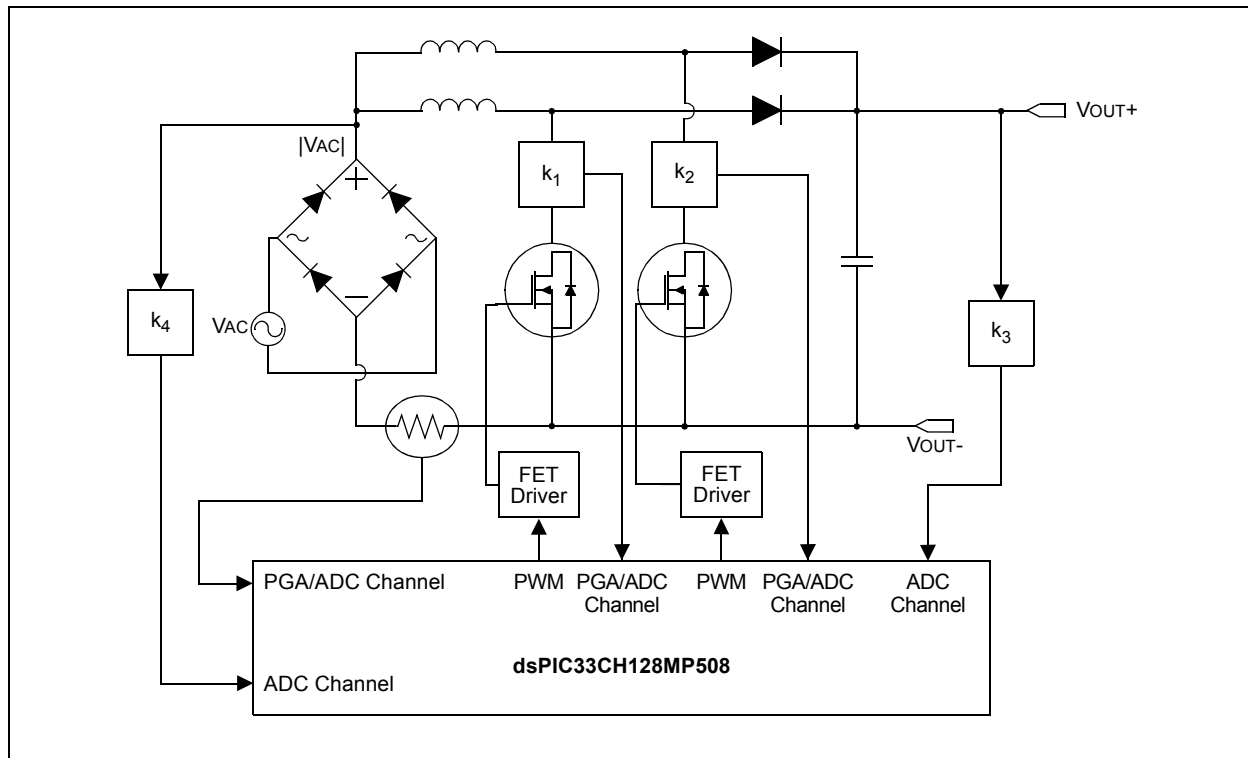 VOUT+
|VAC|
+
k1
k2
k4
VAC
−
k3
VOUT-
FET
Driver
FET
Driver
PGA/ADC Channel
PWM
PGA/ADC
Channel
PWM
PGA/ADC
Channel
ADC
Channel
dsPIC33CH128MP508
ADC Channel